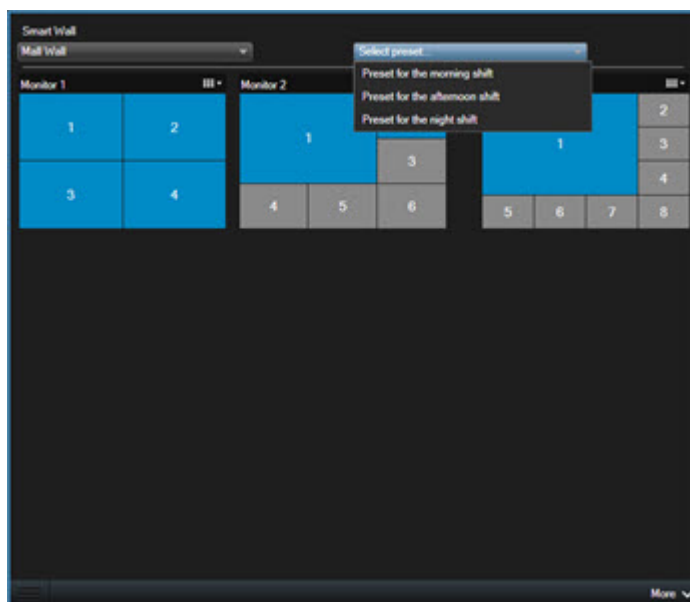 Smart Wall
Mall Wall
Select preset...
Preset for the morning shift
Preset for the afternoon shift
Preset for the night shift
Monitor 1
Monitor 2
1 2
3 4
1
3
4 5 6
1
2
3
4
5 6 7 8
More